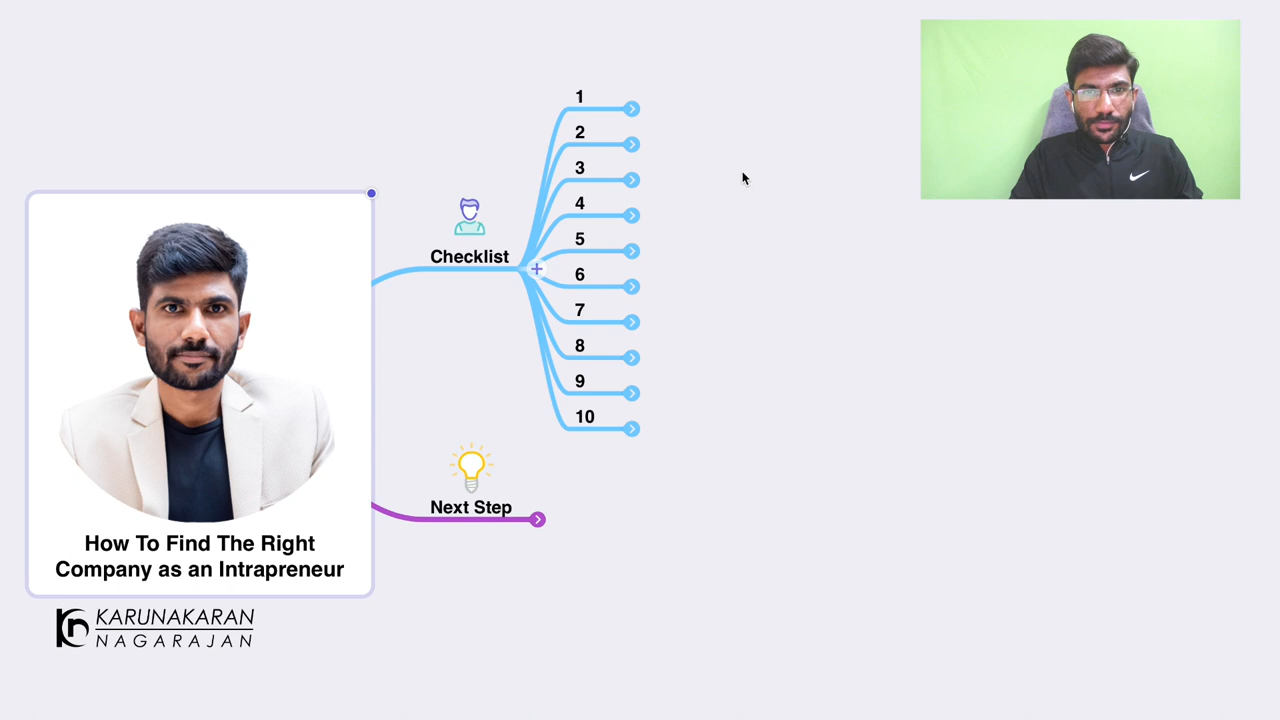 1
2
3
4
5
6
7
8
9
10
Checklist
Next Step
How To Find The Right
Company as an Intrapreneur
KARUNAKARAN
NAGARAJAN